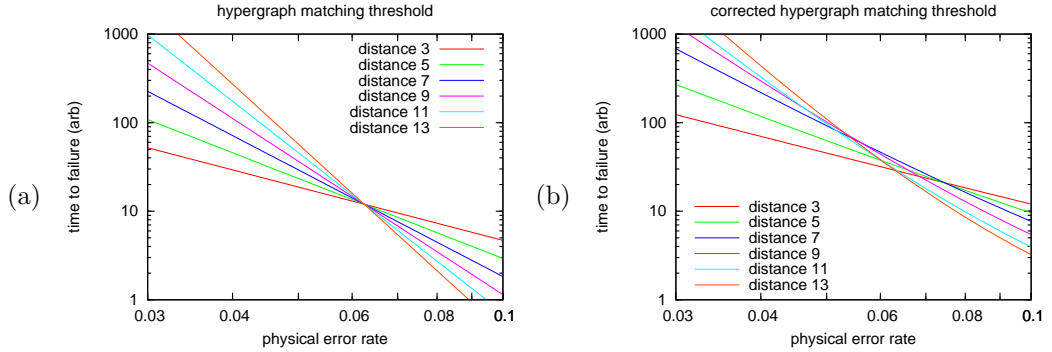 (a)
hypergraph matching threshold
time to failure (arb)
1000
100
10
1
distance 3
distance 5
distance 7
distance 9
distance 11
distance 13
0.03 0.04 0.06 0.08 0.1
physical error rate
(b)
corrected hypergraph matching threshold
time to failure (arb)
1000
100
10
1
distance 3
distance 5
distance 7
distance 9
distance 11
distance 13
0.03 0.04 0.06 0.08 0.1
physical error rate